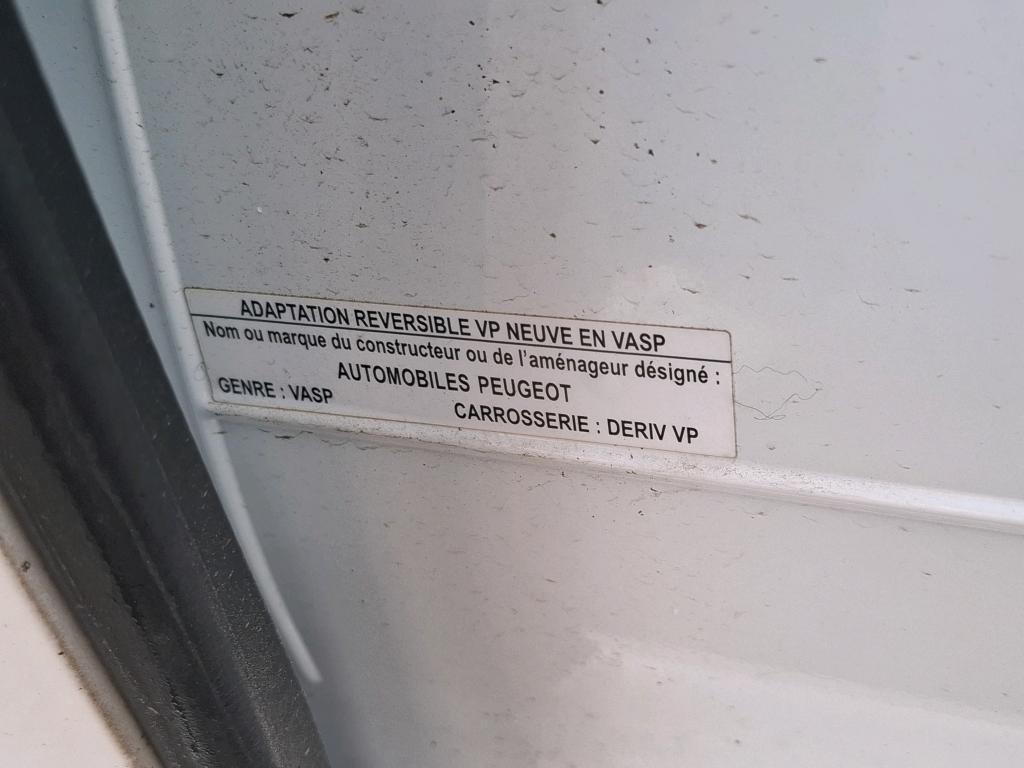 ADAPTATION REVERSIBLE VP NEUVE EN VASP
Nom ou marque du constructeur ou de l'aménageur désigné :
AUTOMOBILES PEUGEOT
GENRE : VASP
CARROSSERIE : DERIV VP